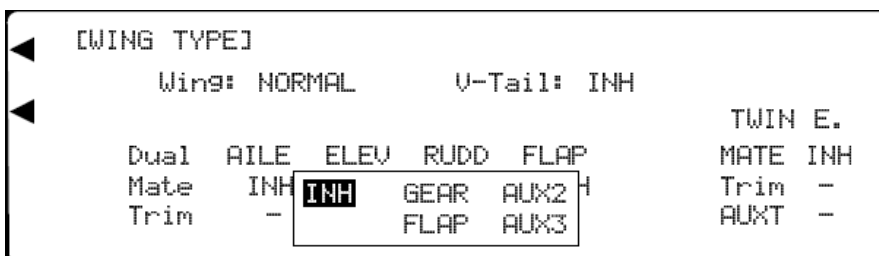 [WING TYPE]
Wing: NORMAL V-Tail: INH
TWIN E.
Dual AILE ELEV RUDD FLAP MATE INH
Mate INH INH GEAR AUX2 H Trim -
Trim - FLAP AUX3 AUXT -